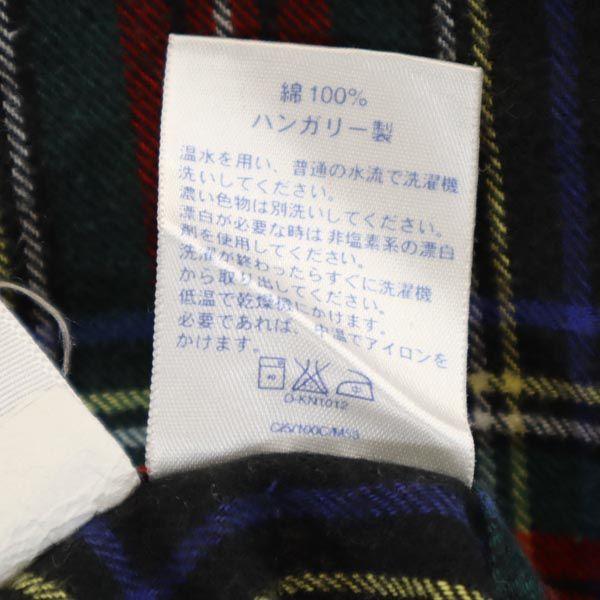 綿100%
ハンガリー製
温水を用い、普通の水流で洗濯機
洗いしてください。
濃い色物は別洗いしてください。
漂白が必要な時は非塩素系の漂白
剤を使用してください。
洗濯が終わったらすぐに洗濯機
から取り出してください。
低温で乾燥機にかけます。
必要であれば、中温でアイロンを
かけます。
40 中
D-KN1012